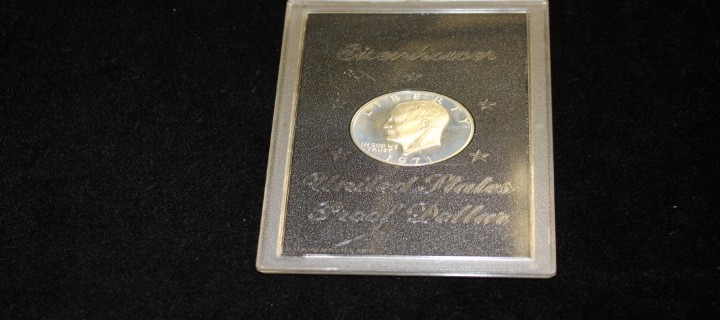 Eisenhower
LIBERTY
IN GOD WE
TRUST
1971
United States
Proof Dollar